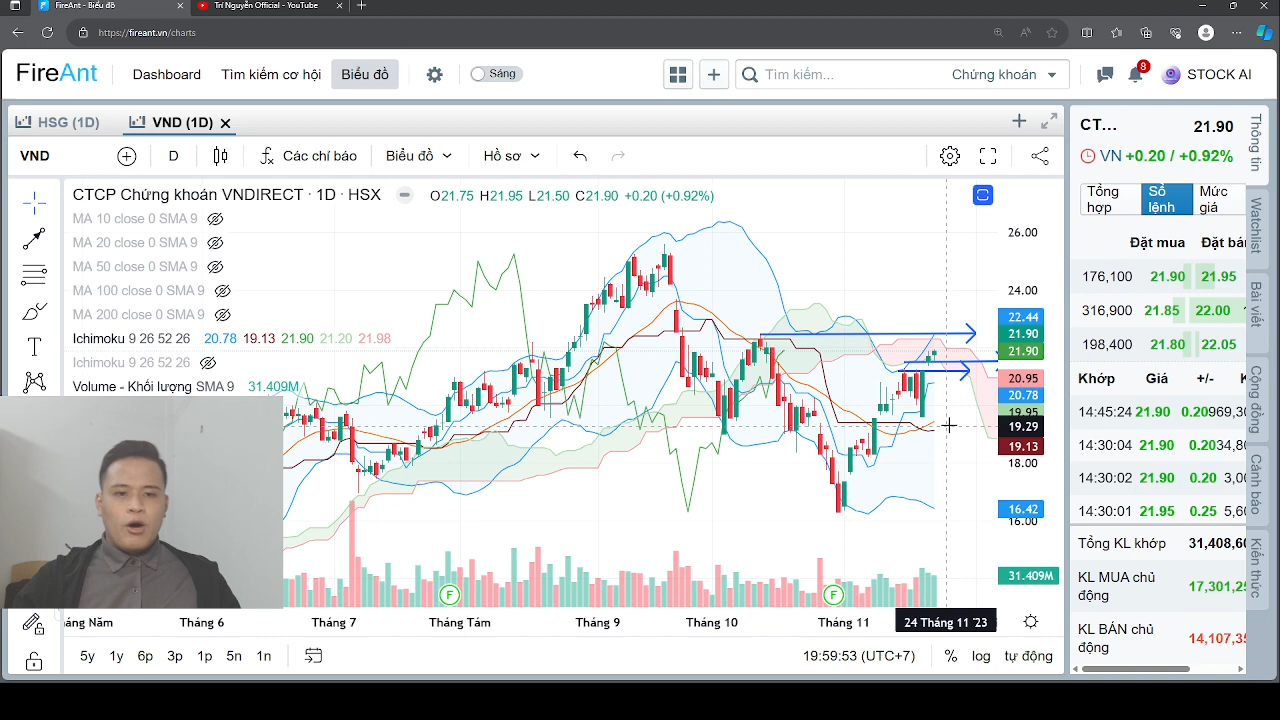 FireAnt - Biểu đồ
Trí Nguyễn Official - YouTube
https://fireant.vn/charts
FireAnt
Dashboard
Tìm kiếm cơ hội
Biểu đồ
Sáng
Tìm kiếm...
Chứng khoán
8
STOCK AI
HSG (1D)
VND (1D)
VND
D
Các chỉ báo
Biểu đồ
Hồ sơ
CTCP Chứng khoán VNDIRECT · 1D · HSX
O21.75 H21.95 L21.50 C21.90 +0.20 (+0.92%)
MA 10 close 0 SMA 9
MA 20 close 0 SMA 9
MA 50 close 0 SMA 9
MA 100 close 0 SMA 9
MA 200 close 0 SMA 9
Ichimoku 9 26 52 26 20.78 19.13 21.90 21.20 21.98
Ichimoku 9 26 52 26
Volume - Khối lượng SMA 9 31.409M
26.00
24.00
22.44
21.90
21.90
20.95
20.78
19.95
19.29
19.13
18.00
16.42
16.00
31.409M
F
F
Tháng 6
Tháng 7
Tháng Tám
Tháng 9
Tháng 10
Tháng 11
24 Tháng 11 '23
5y 1y 6p 3p 1p 5n 1n
19:59:53 (UTC+7)
%
log
tự động
CT...
21.90
VN +0.20 / +0.92%
Tổng hợp
Sổ lệnh
Mức giá
Đặt mua
176,100 21.90 21.95
316,900 21.85 22.00
198,400 21.80 22.05
Khớp Giá +/-
14:45:24 21.90 0.20
14:30:04 21.90 0.20
14:30:02 21.90 0.20
14:30:01 21.95 0.25
Tổng KL khớp
KL MUA chủ động
KL BÁN chủ động
Thông tin
Watchlist
Bài viết
Cộng đồng
Cảnh báo
Kiến thức